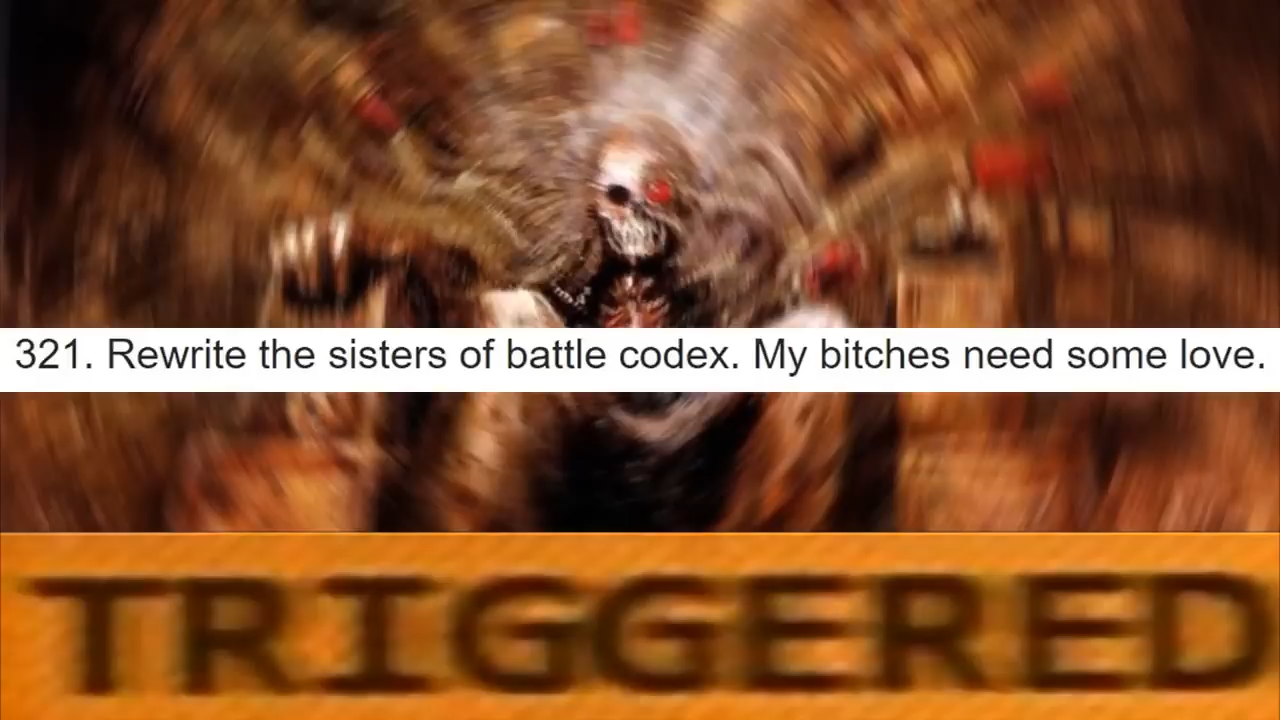 321. Rewrite the sisters of battle codex. My bitches need some love.
TRIGGERED